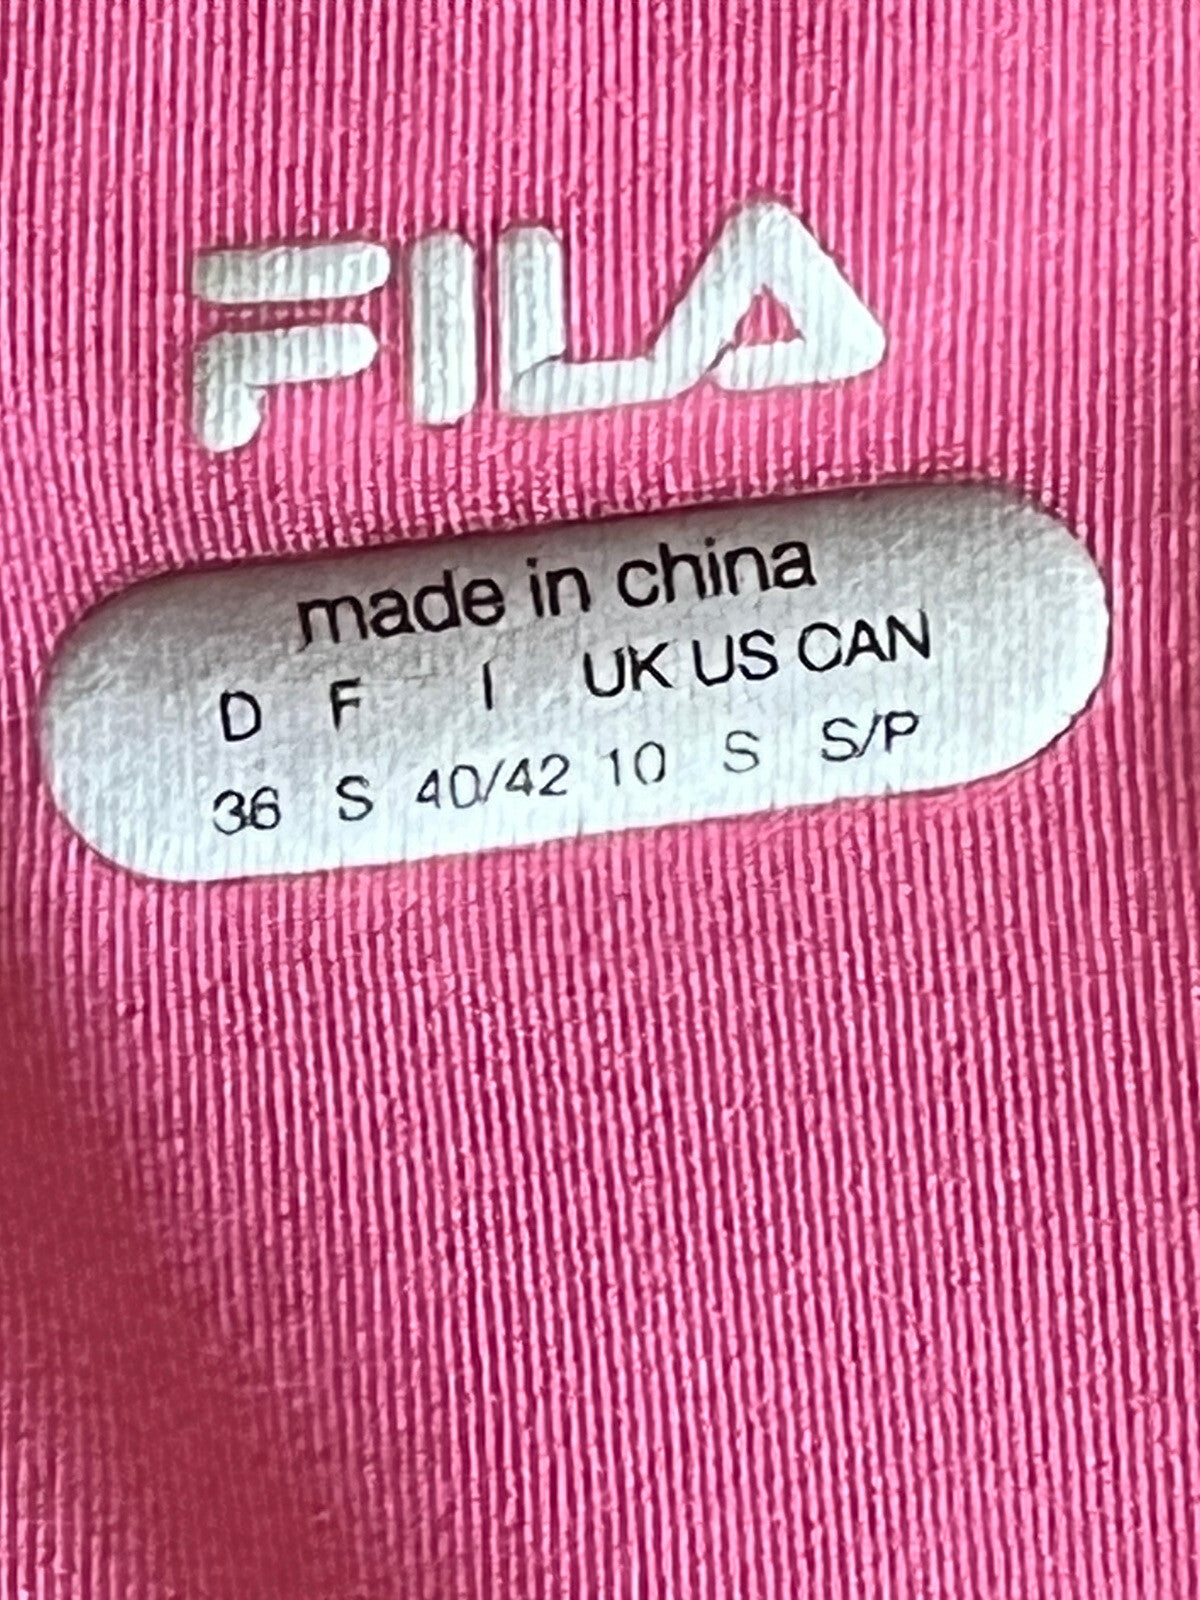 FILA
made in china
D F I UK US CAN
36 S 40/42 10 S S/P